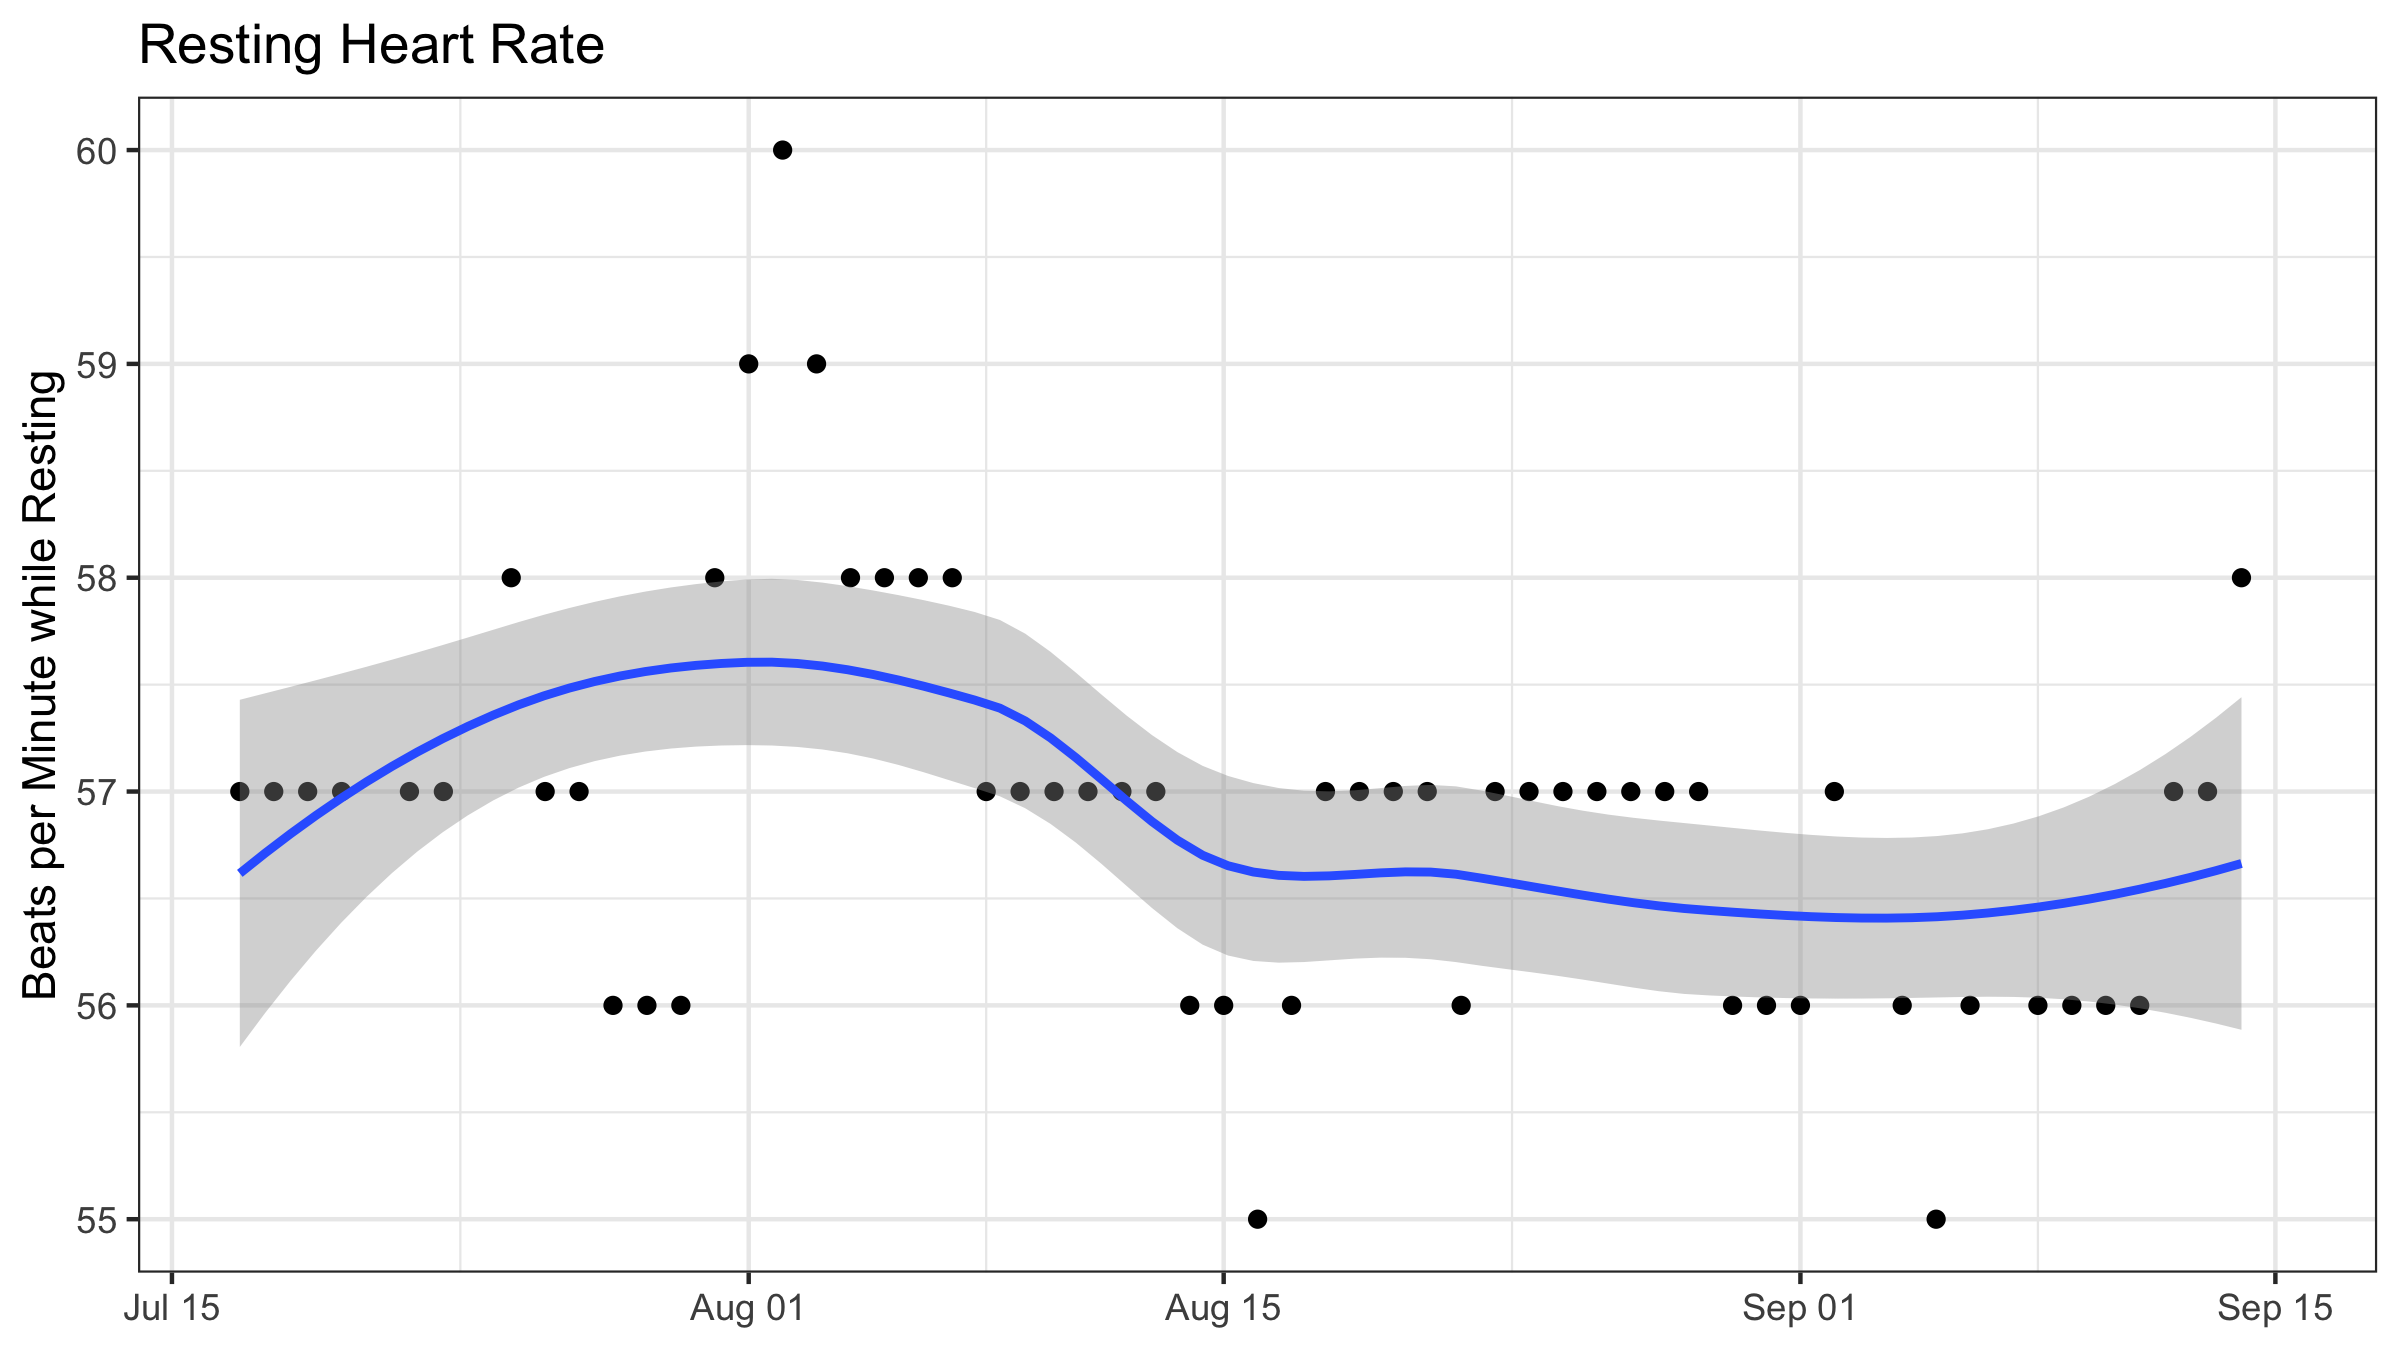 Resting Heart Rate
Beats per Minute while Resting
60
59
58
57
56
55
Jul 15
Aug 01
Aug 15
Sep 01
Sep 15